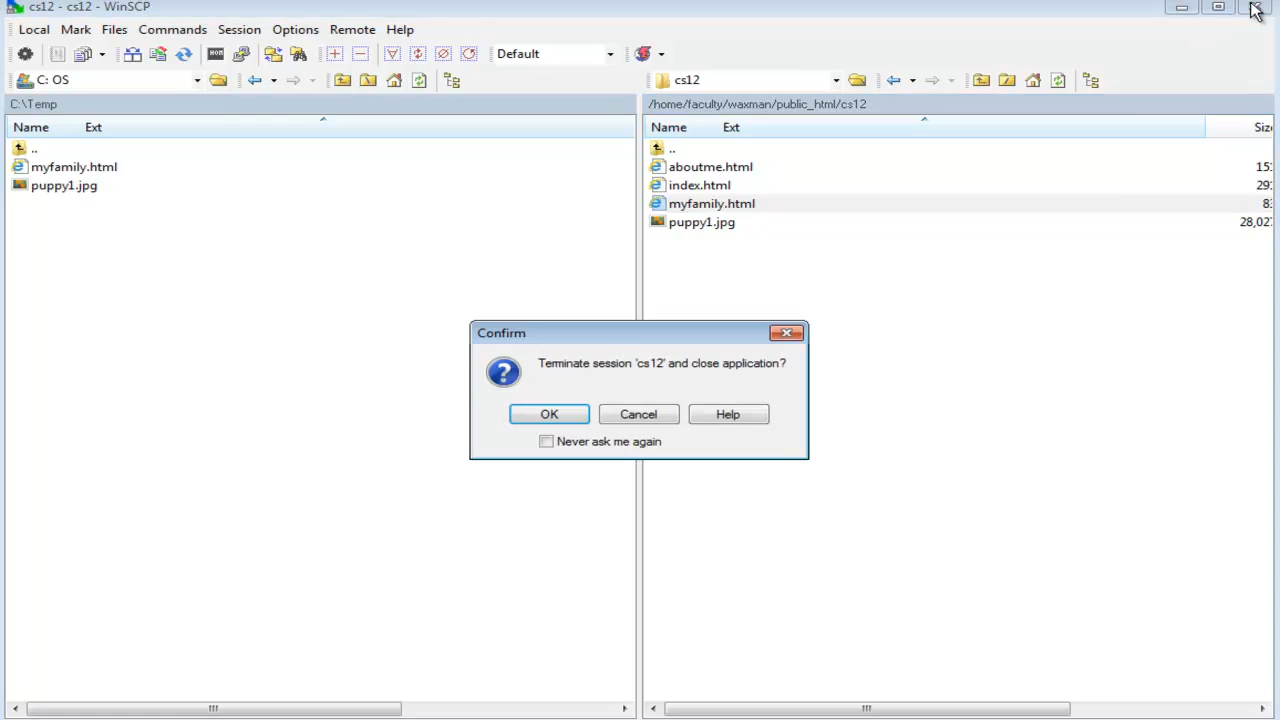 cs12 - cs12 - WinSCP
Local Mark Files Commands Session Options Remote Help
Default
C: OS
cs12
C:\Temp
/home/faculty/waxman/public_html/cs12
Name Ext
Name Ext Size
..
..
myfamily.html
aboutme.html
puppy1.jpg
index.html
myfamily.html
puppy1.jpg 28,027
Confirm
?
Terminate session 'cs12' and close application?
OK Cancel Help
Never ask me again